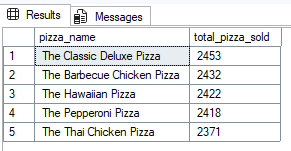 Results Messages
pizza_name total_pizza_sold
1 The Classic Deluxe Pizza 2453
2 The Barbecue Chicken Pizza 2432
3 The Hawaiian Pizza 2422
4 The Pepperoni Pizza 2418
5 The Thai Chicken Pizza 2371